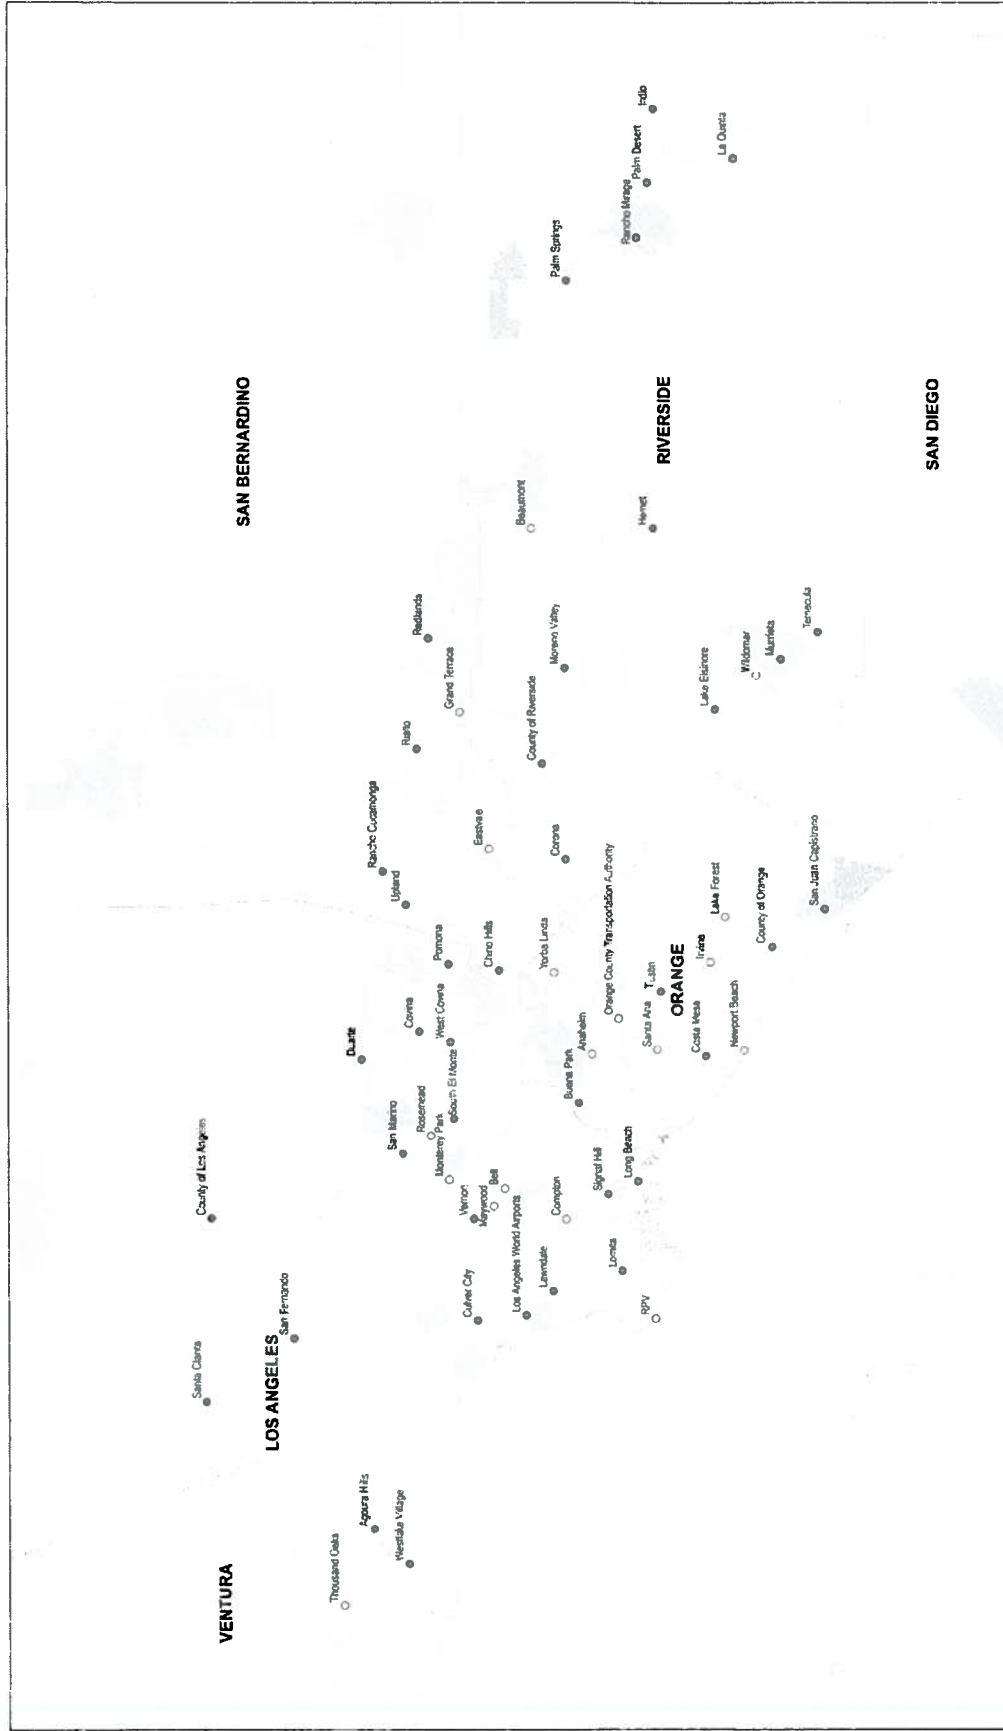 VENTURA
Thousand Oaks
Agoura Hills
Westlake Village
Santa Clarita
LOS ANGELES
San Fernando
County of Los Angeles
SAN BERNARDINO
Duarte
San Marino
Rosemead
Monterey Park
South El Monte
West Covina
Covina
Pomona
Upland
Rancho Cucamonga
Rialto
Redlands
Grand Terrace
Culver City
Vernon
Maywood
Bell
Los Angeles World Airports
Lawndale
Compton
Chino Hills
Eastvale
Yorba Linda
Corona
County of Riverside
Moreno Valley
Beaumont
Palm Springs
Lomita
RPV
Signal Hill
Long Beach
Buena Park
Anaheim
Orange County Transportation Authority
Santa Ana
Tustin
ORANGE
Costa Mesa
Irvine
Lake Forest
Newport Beach
County of Orange
San Juan Capistrano
Hemet
RIVERSIDE
Rancho Mirage
Palm Desert
Indio
La Quinta
Lake Elsinore
Wildomar
Murrieta
Temecula
SAN DIEGO